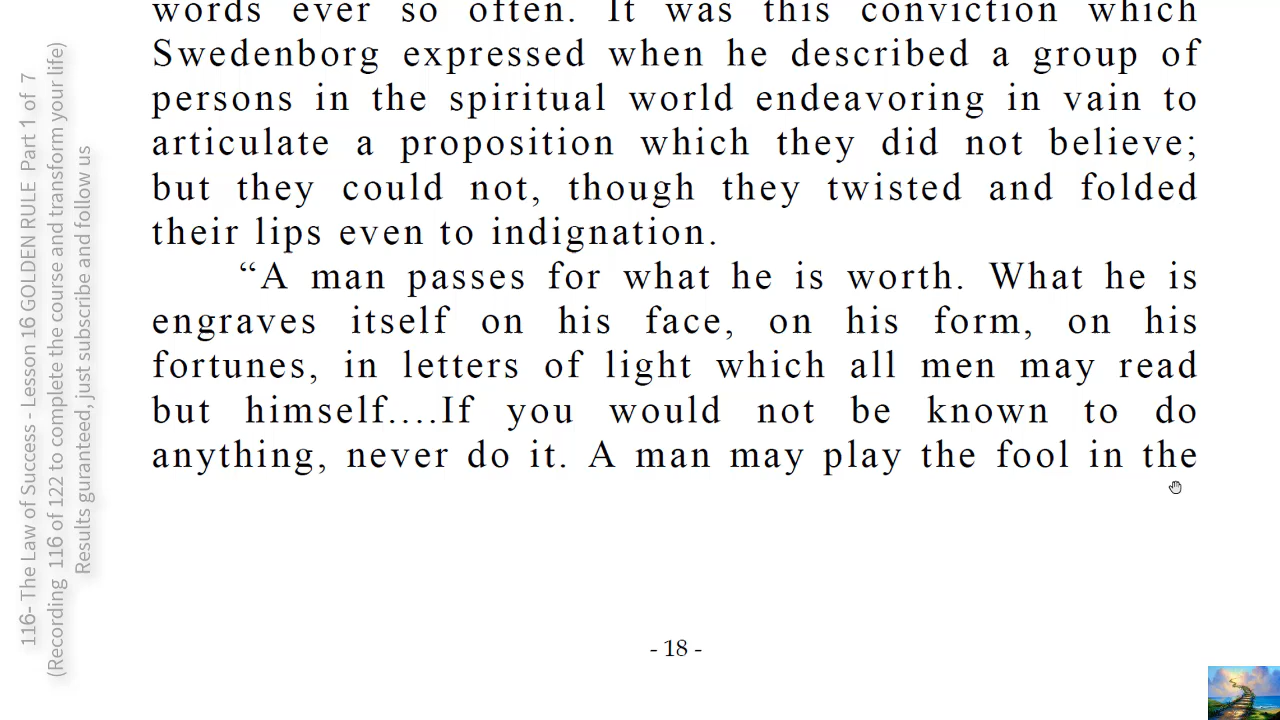 words ever so often. It was this conviction which
Swedenborg expressed when he described a group of
persons in the spiritual world endeavoring in vain to
articulate a proposition which they did not believe;
but they could not, though they twisted and folded
their lips even to indignation.
“A man passes for what he is worth. What he is
engraves itself on his face, on his form, on his
fortunes, in letters of light which all men may read
but himself....If you would not be known to do
anything, never do it. A man may play the fool in the
- 18 -
116- The Law of Success - Lesson 16 GOLDEN RULE Part 1 of 7
(Recording 116 of 122 to complete the course and transform your life)
Results guranteed, just subscribe and follow us